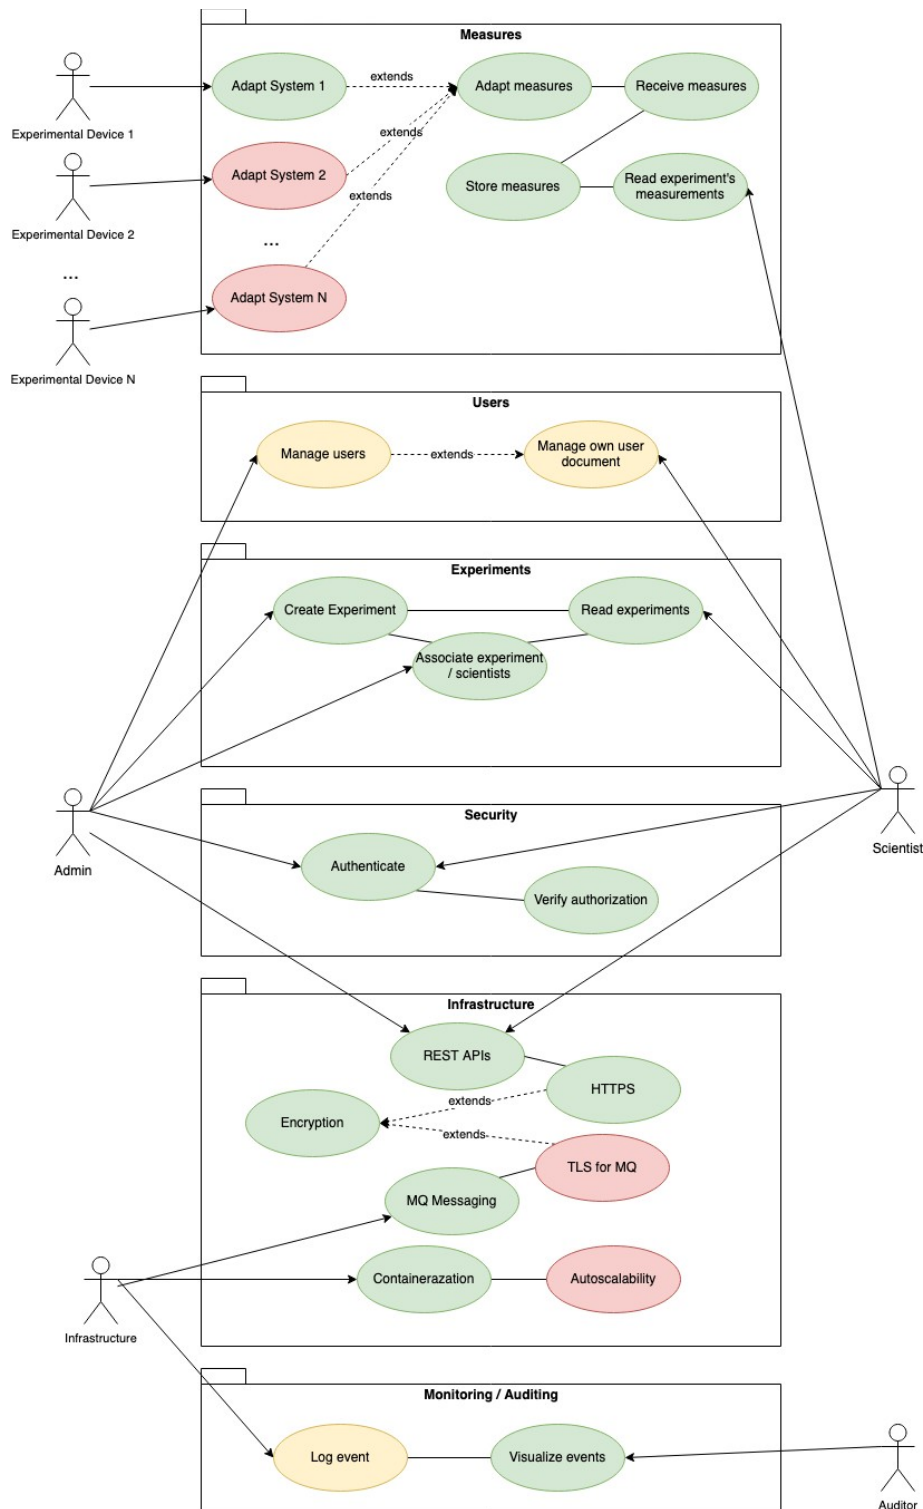 Measures
Adapt System 1
extends
Adapt measures
Receive measures
Experimental Device 1
extends
Adapt System 2
Store measures
Read experiment's
measurements
extends
Experimental Device 2
...
...
Adapt System N
Experimental Device N
Users
Manage users
extends
Manage own user
document
Experiments
Create Experiment
Read experiments
Associate experiment
/ scientists
Security
Admin
Scientist
Authenticate
Verify authorization
Infrastructure
REST APIs
HTTPS
extends
Encryption
extends
TLS for MQ
MQ Messaging
Containerazation
Autoscalability
Infrastructure
Monitoring / Auditing
Log event
Visualize events
Auditor